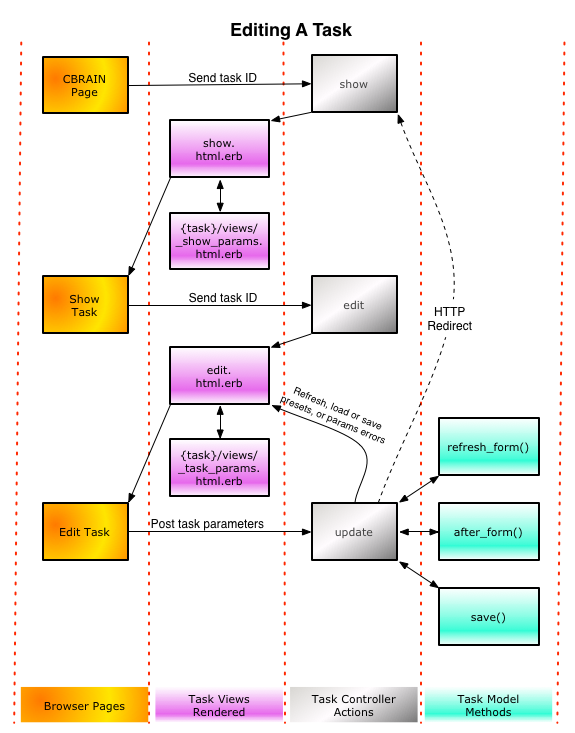 Editing A Task
CBRAIN
Page
Send task ID
show
show.
html.erb
{task}/views/
_show_params.
html.erb
Show
Task
Send task ID
edit
HTTP
Redirect
edit.
html.erb
Refresh, load or save
presets, or params errors
{task}/views/
_task_params.
html.erb
refresh_form()
Edit Task
Post task parameters
update
after_form()
save()
Browser Pages
Task Views
Rendered
Task Controller
Actions
Task Model
Methods